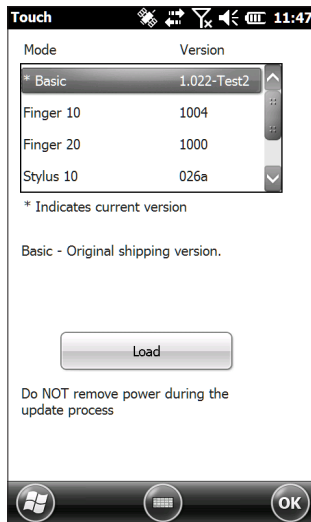 Touch 11:47
Mode Version
* Basic 1.022-Test2
Finger 10 1004
Finger 20 1000
Stylus 10 026a
* Indicates current version
Basic - Original shipping version.
Load
Do NOT remove power during the
update process
OK